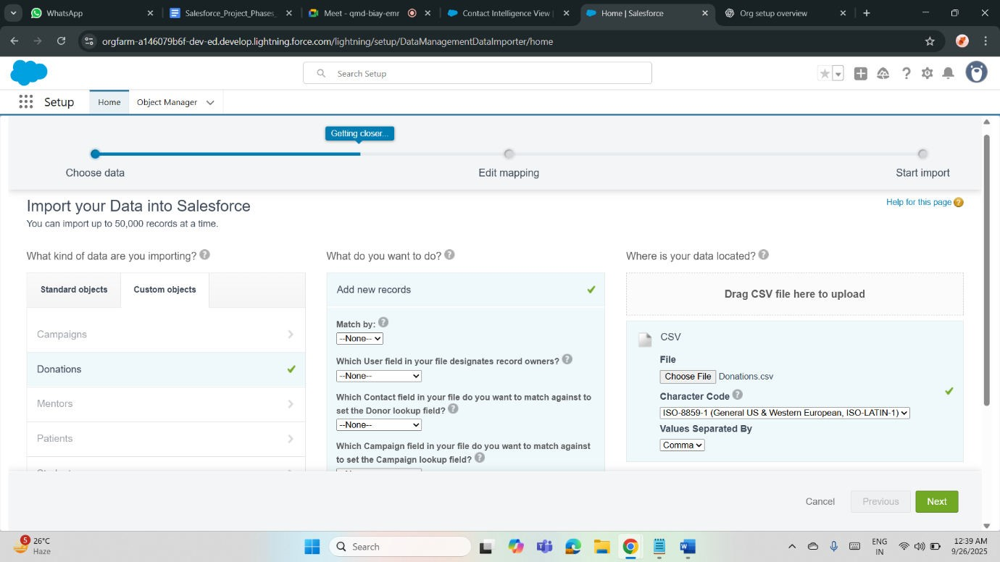 WhatsApp
Salesforce_Project_Phases_
Meet - qmd-biay-emr
Contact Intelligence View |
Home | Salesforce
Org setup overview
orgfarm-a146079b6f-dev-ed.develop.lightning.force.com/lightning/setup/DataManagementDataImporter/home
Search Setup
Setup
Home
Object Manager
Getting closer...
Choose data
Edit mapping
Start import
Import your Data into Salesforce
Help for this page
You can import up to 50,000 records at a time.
What kind of data are you importing?
Standard objects
Custom objects
Campaigns
Donations
Mentors
Patients
What do you want to do?
Add new records
Match by:
--None--
Which User field in your file designates record owners?
--None--
Which Contact field in your file do you want to match against to
set the Donor lookup field?
--None--
Which Campaign field in your file do you want to match against
to set the Campaign lookup field?
Where is your data located?
Drag CSV file here to upload
CSV
File
Choose File Donations.csv
Character Code
ISO-8859-1 (General US & Western European, ISO-LATIN-1)
Values Separated By
Comma
Cancel
Previous
Next
5
26°C
Haze
Search
ENG
IN
12:39 AM
9/26/2025